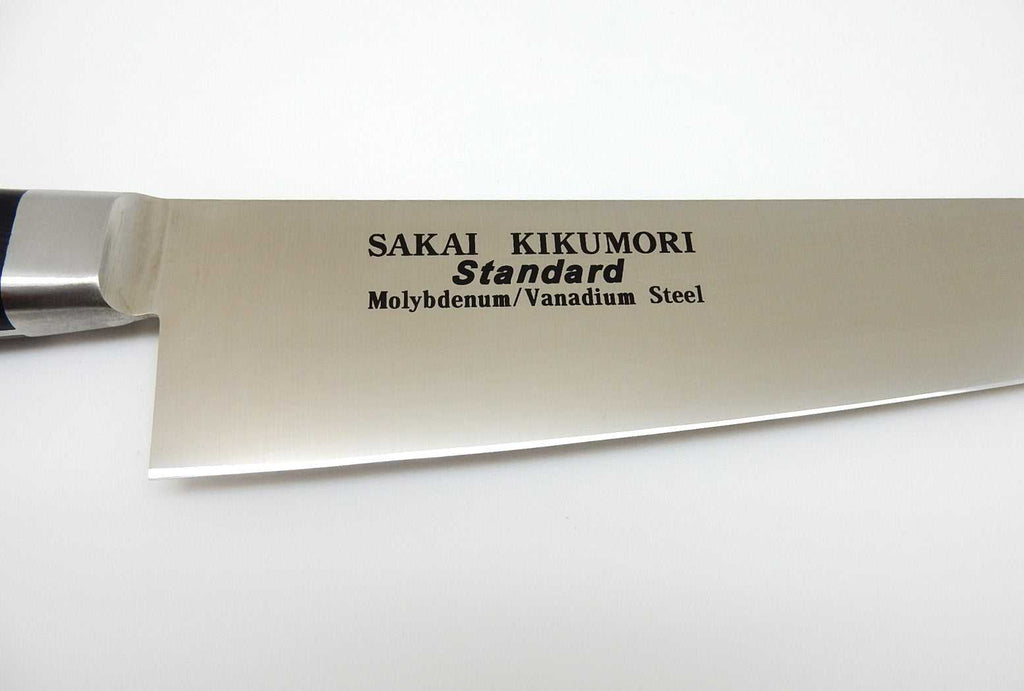 SAKAI KIKUMORI
Standard
Molybdenum/Vanadium Steel